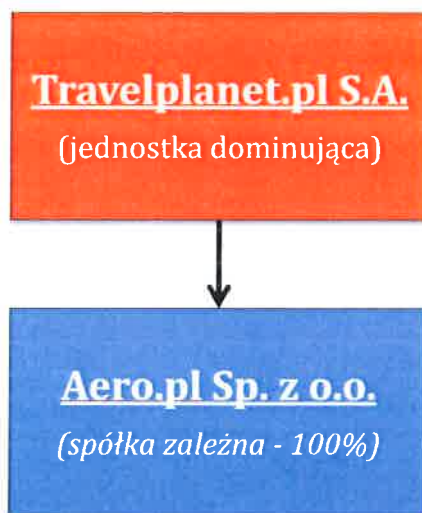 Travelplanet.pl S.A.
(jednostka dominująca)
Aero.pl Sp. z o.o.
(spółka zależna - 100%)